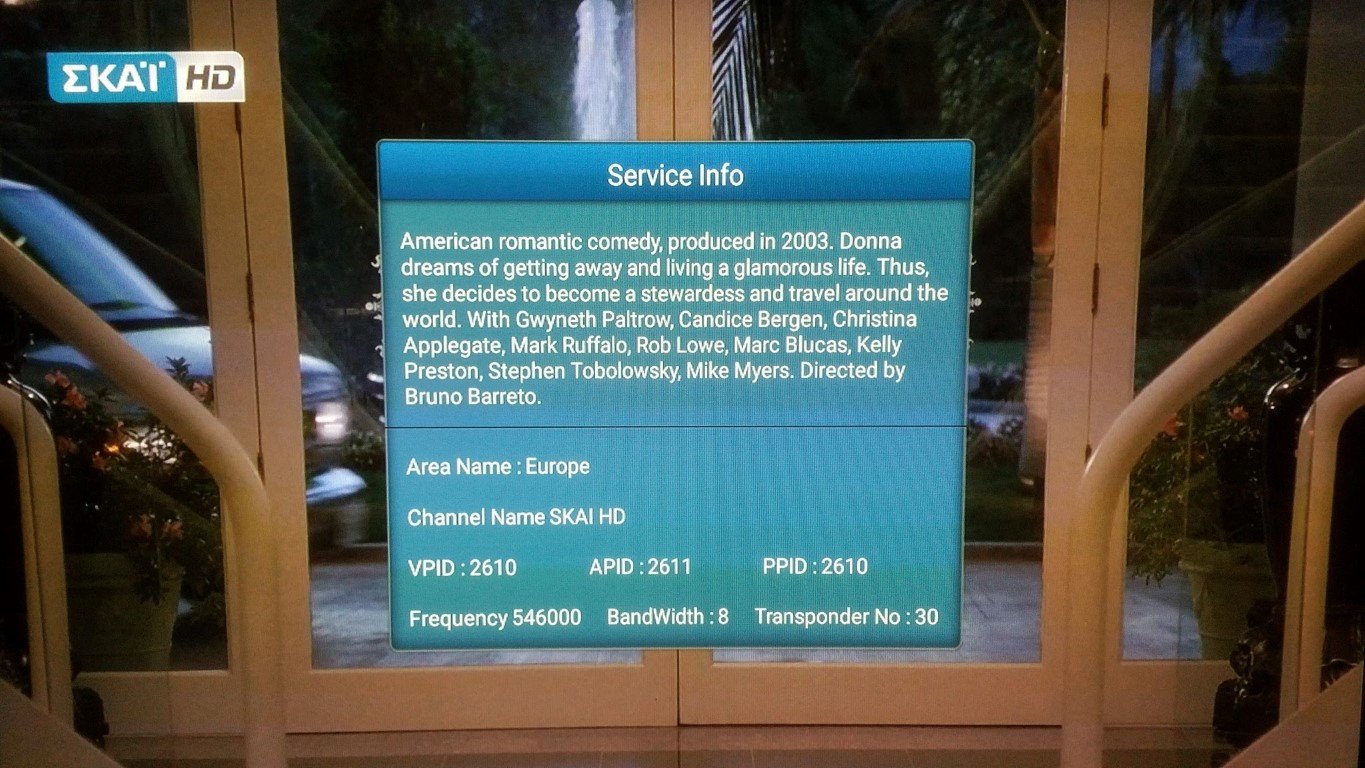 ΣΚΑΪ HD
Service Info
American romantic comedy, produced in 2003. Donna
dreams of getting away and living a glamorous life. Thus,
she decides to become a stewardess and travel around the
world. With Gwyneth Paltrow, Candice Bergen, Christina
Applegate, Mark Ruffalo, Rob Lowe, Marc Blucas, Kelly
Preston, Stephen Tobolowsky, Mike Myers. Directed by
Bruno Barreto.
Area Name : Europe
Channel Name SKAI HD
VPID : 2610 APID : 2611 PPID : 2610
Frequency 546000 BandWidth : 8 Transponder No : 30